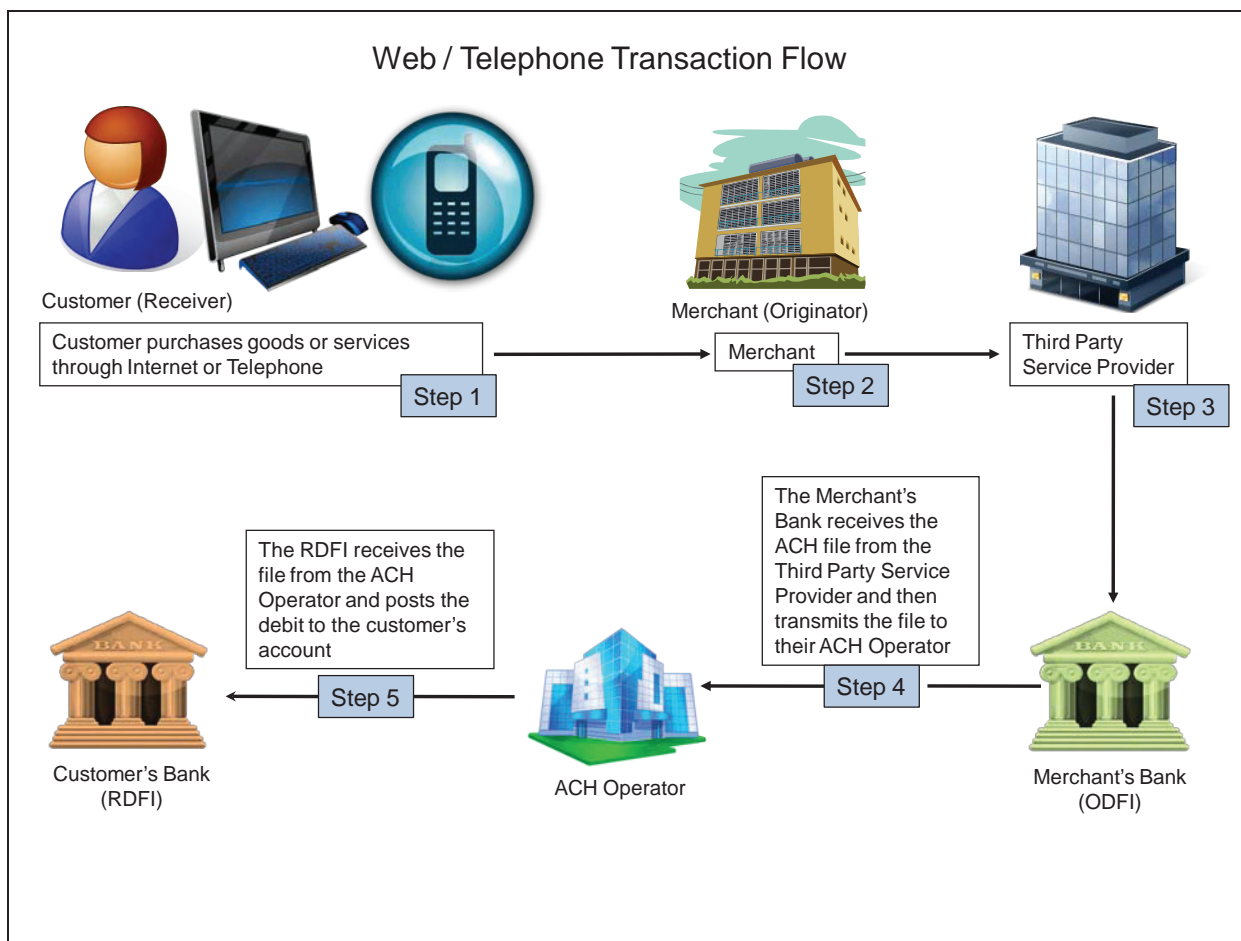 Web / Telephone Transaction Flow
Customer (Receiver)
Customer purchases goods or services
through Internet or Telephone
Step 1
Merchant (Originator)
Merchant
Step 2
Third Party
Service Provider
Step 3
The Merchant's
Bank receives the
ACH file from the
Third Party Service
Provider and then
transmits the file to
their ACH Operator
Step 4
The RDFI receives the
file from the ACH
Operator and posts the
debit to the customer's
account
Step 5
BANK
Customer's Bank
(RDFI)
ACH Operator
BANK
Merchant's Bank
(ODFI)